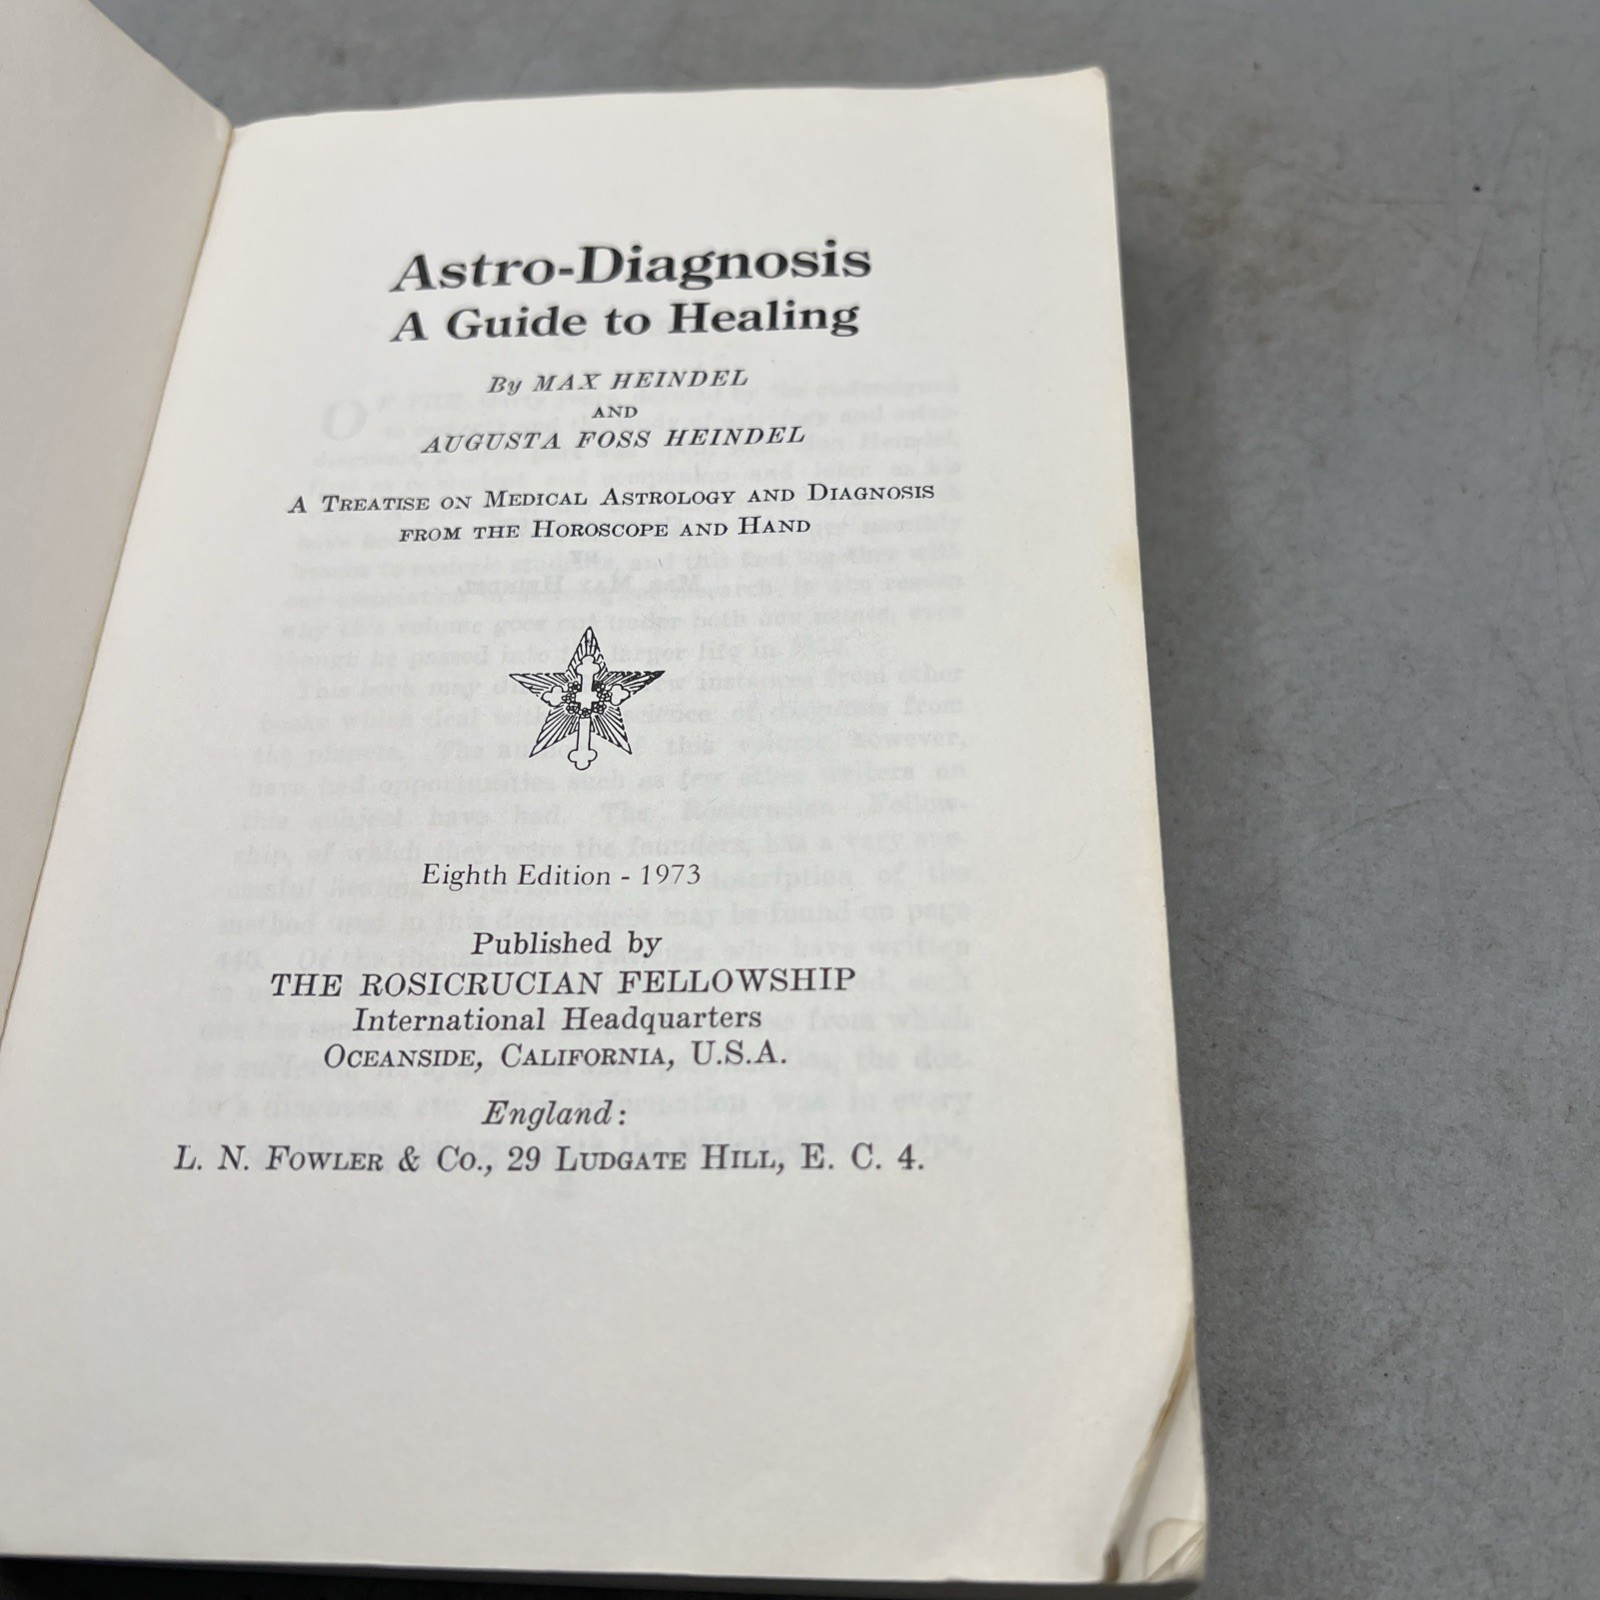 Astro-Diagnosis
A Guide to Healing
By MAX HEINDEL
AND
AUGUSTA FOSS HEINDEL
A TREATISE ON MEDICAL ASTROLOGY AND DIAGNOSIS
FROM THE HOROSCOPE AND HAND
Eighth Edition - 1973
Published by
THE ROSICRUCIAN FELLOWSHIP
International Headquarters
OCEANSIDE, CALIFORNIA, U.S.A.
England:
L. N. FOWLER & CO., 29 LUDGATE HILL, E. C. 4.